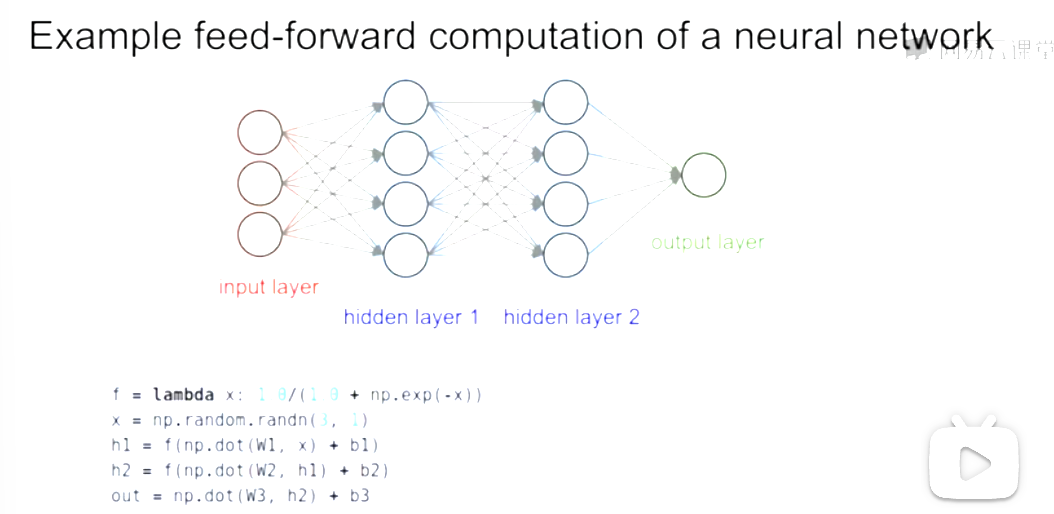 Example feed-forward computation of a neural network
网易云课堂
input layer
hidden layer 1
hidden layer 2
output layer
f = lambda x: 1.0/(1.0 + np.exp(-x))
x = np.random.randn(3, 1)
h1 = f(np.dot(W1, x) + b1)
h2 = f(np.dot(W2, h1) + b2)
out = np.dot(W3, h2) + b3